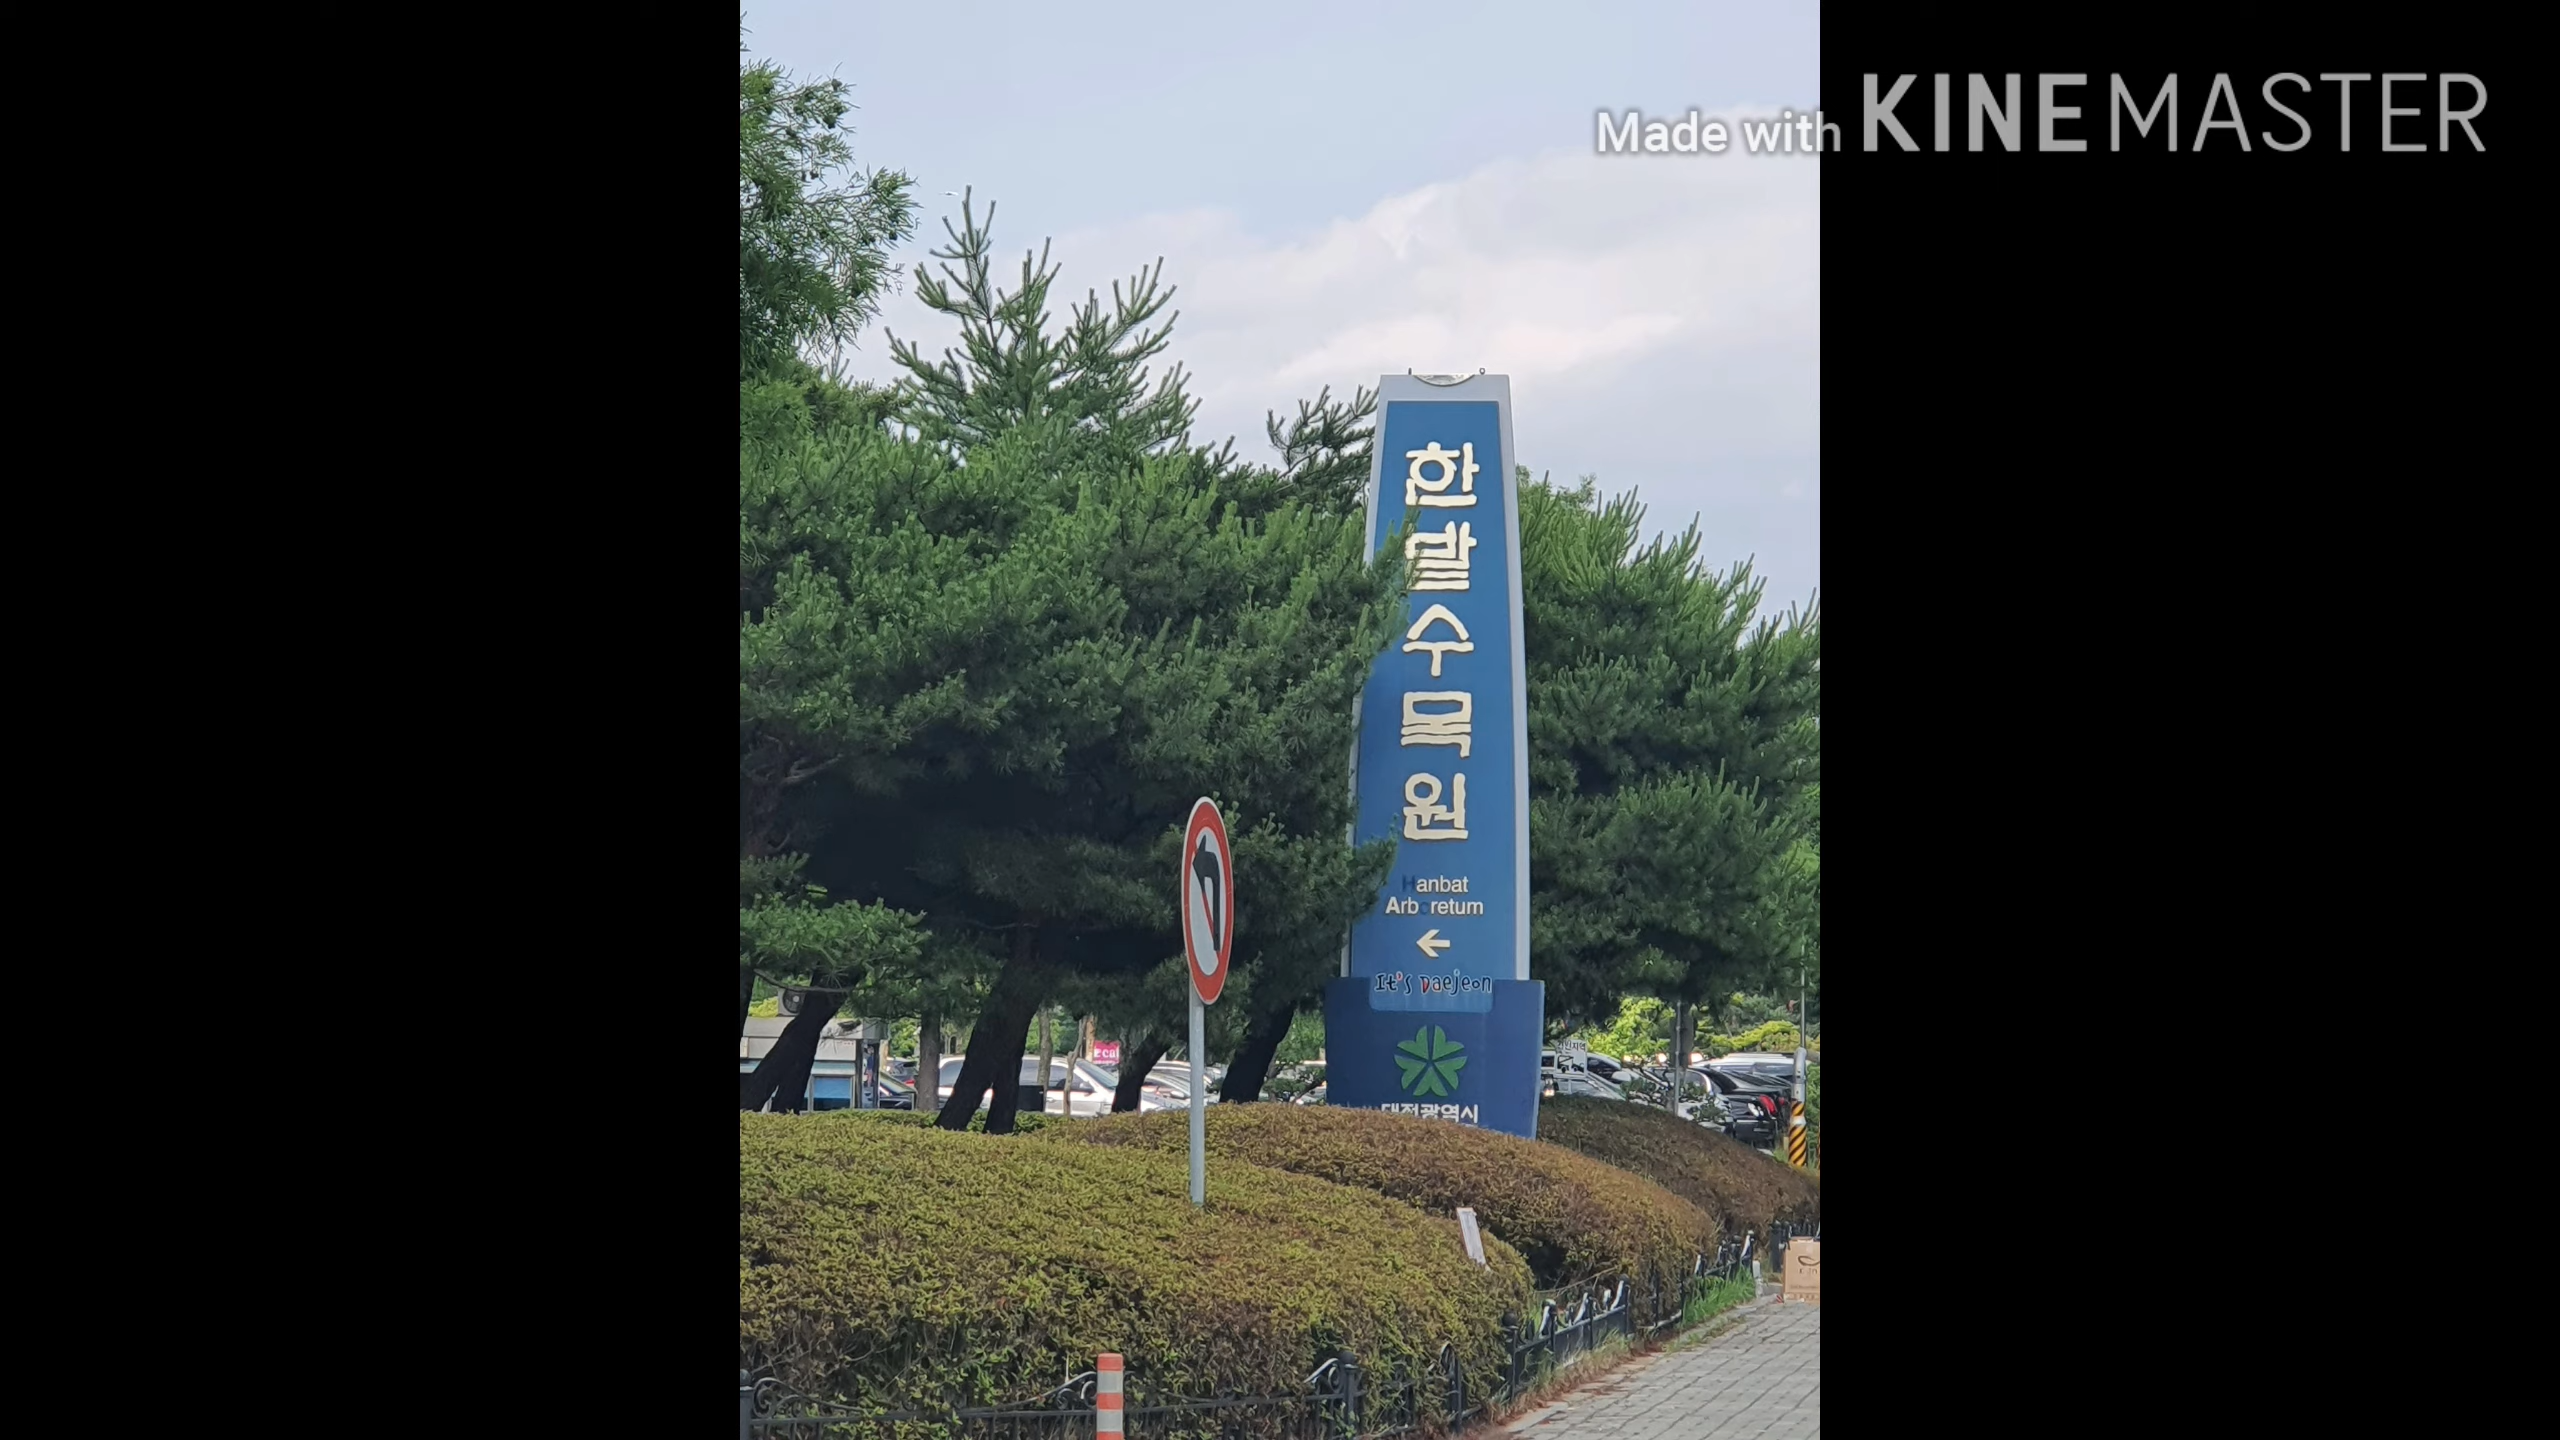 Made with KINEMASTER
한밭수목원
Hanbat
Arboretum
It's Daejeon
대전광역시